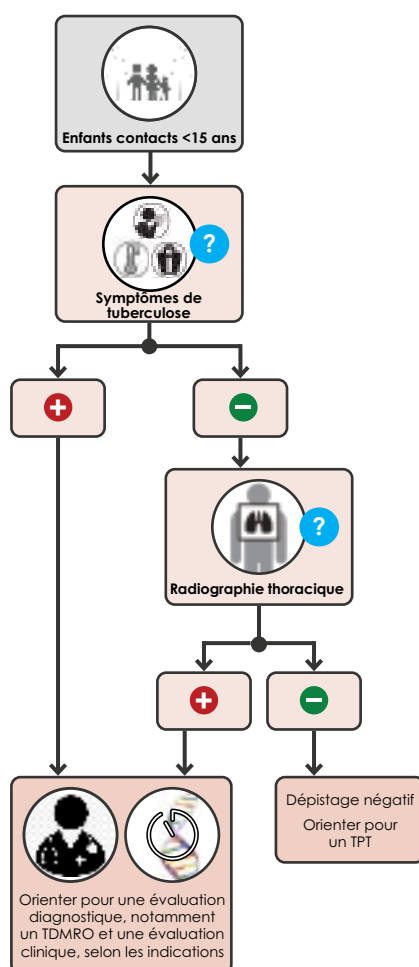 Enfants contacts <15 ans
?
Symptômes de
tuberculose
+
−
?
Radiographie thoracique
+
−
Dépistage négatif
Orienter pour
un TPT
Orienter pour une évaluation
diagnostique, notamment
un TDMRO et une évaluation
clinique, selon les indications